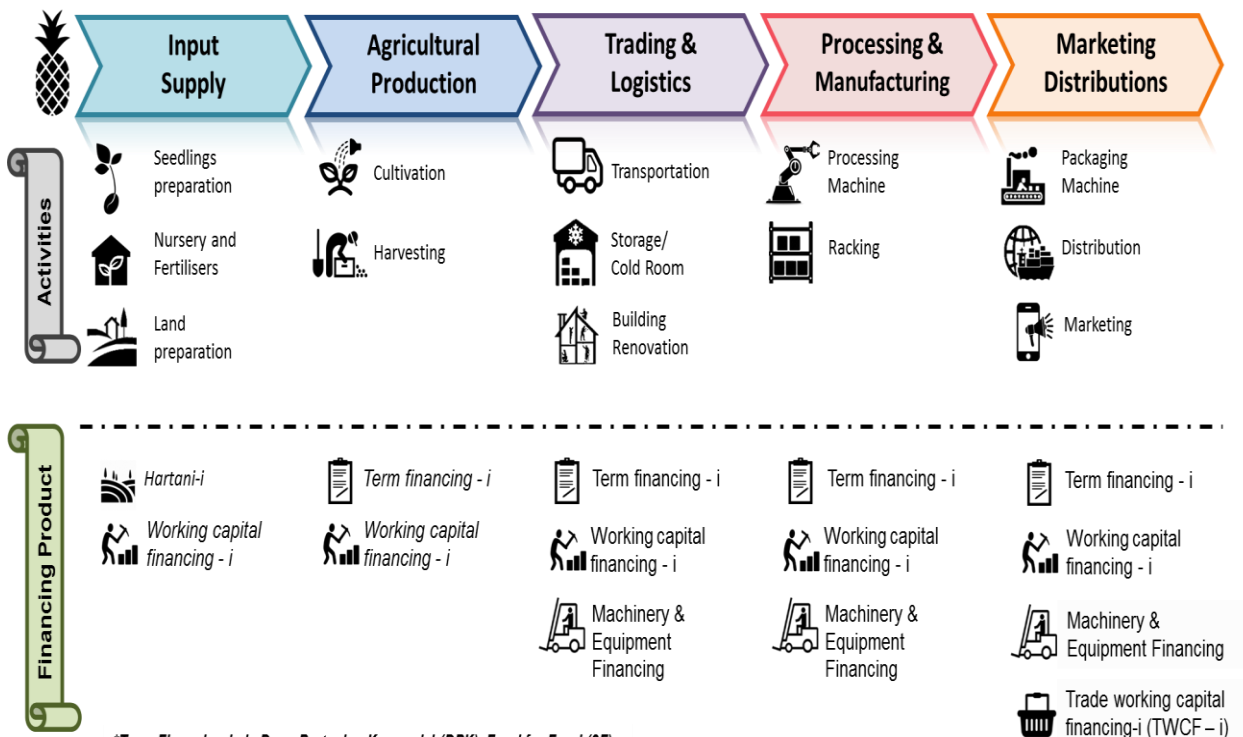 Input
Supply
Agricultural
Production
Trading &
Logistics
Processing &
Manufacturing
Marketing
Distributions
Activities
Seedlings
preparation
Nursery and
Fertilisers
Land
preparation
Cultivation
Harvesting
Transportation
Storage/
Cold Room
Building
Renovation
Processing
Machine
Racking
Packaging
Machine
Distribution
Marketing
Financing Product
Hartani-i
Working capital
financing - i
Term financing - i
Working capital
financing - i
Term financing - i
Working capital
financing - i
Machinery &
Equipment
Financing
Term financing - i
Working capital
financing - i
Machinery &
Equipment
Financing
Term financing - i
Working capital
financing - i
Machinery &
Equipment Financing
Trade working capital
financing-i (TWCF – i)